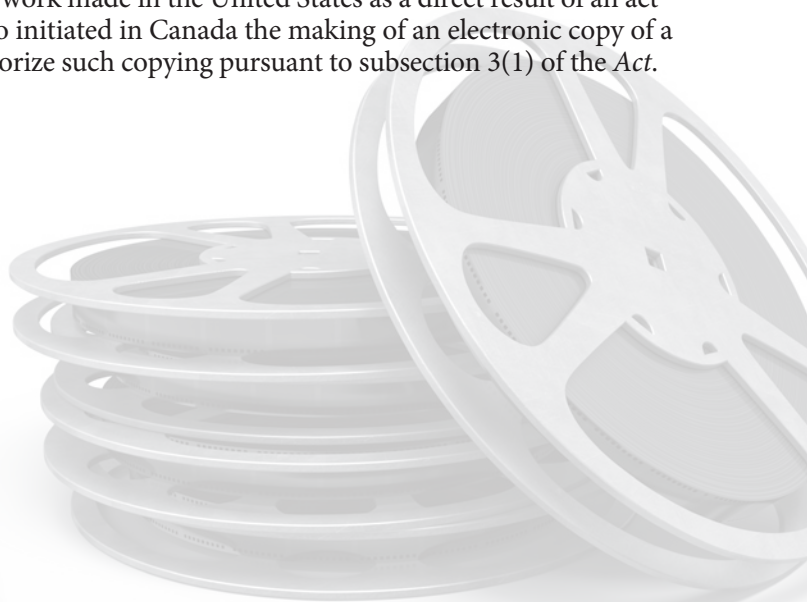 work made in the United States as a direct result of an act
initiated in Canada the making of an electronic copy of a
such copying pursuant to subsection 3(1) of the Act.